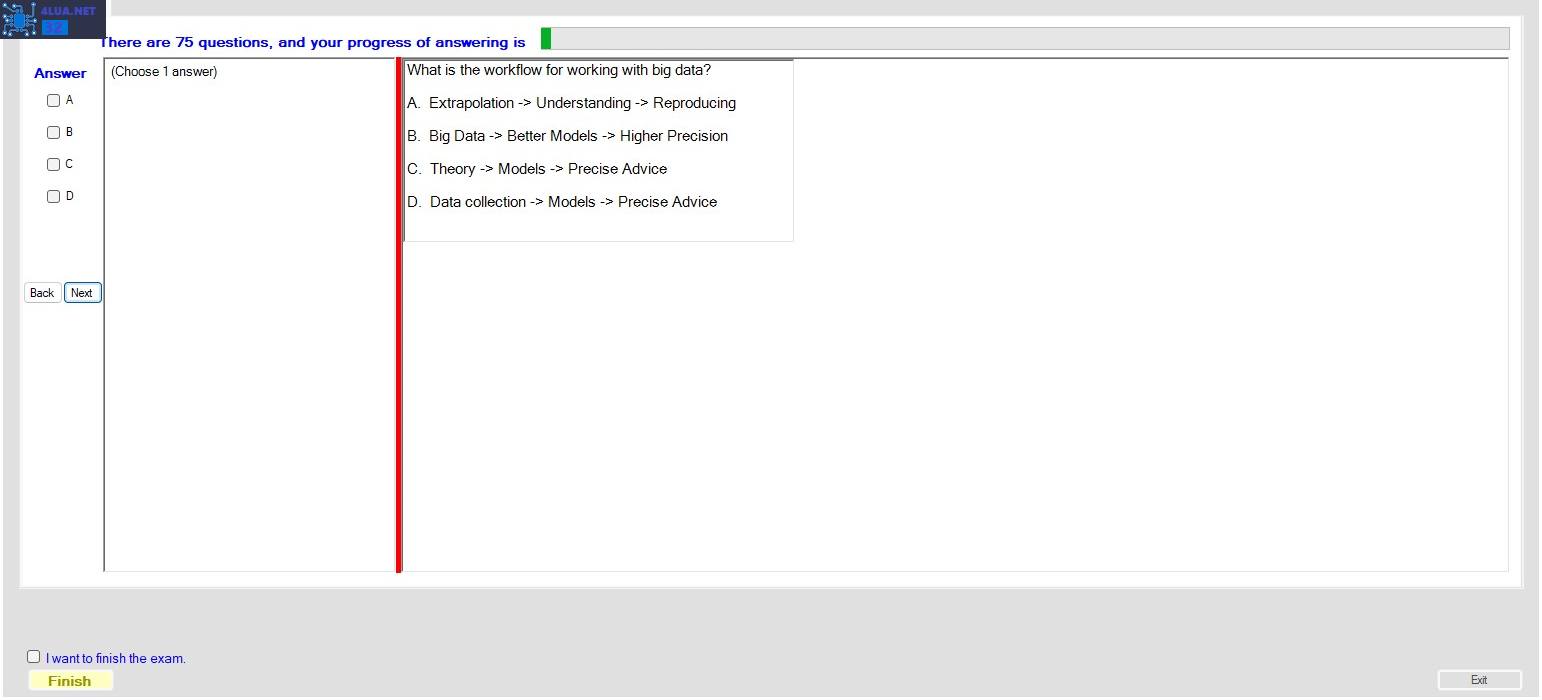 4LUA.NET
32
There are 75 questions, and your progress of answering is
Answer
(Choose 1 answer)
What is the workflow for working with big data?
A
A. Extrapolation -> Understanding -> Reproducing
B
B. Big Data -> Better Models -> Higher Precision
C
C. Theory -> Models -> Precise Advice
D
D. Data collection -> Models -> Precise Advice
Back Next
I want to finish the exam.
Finish
Exit